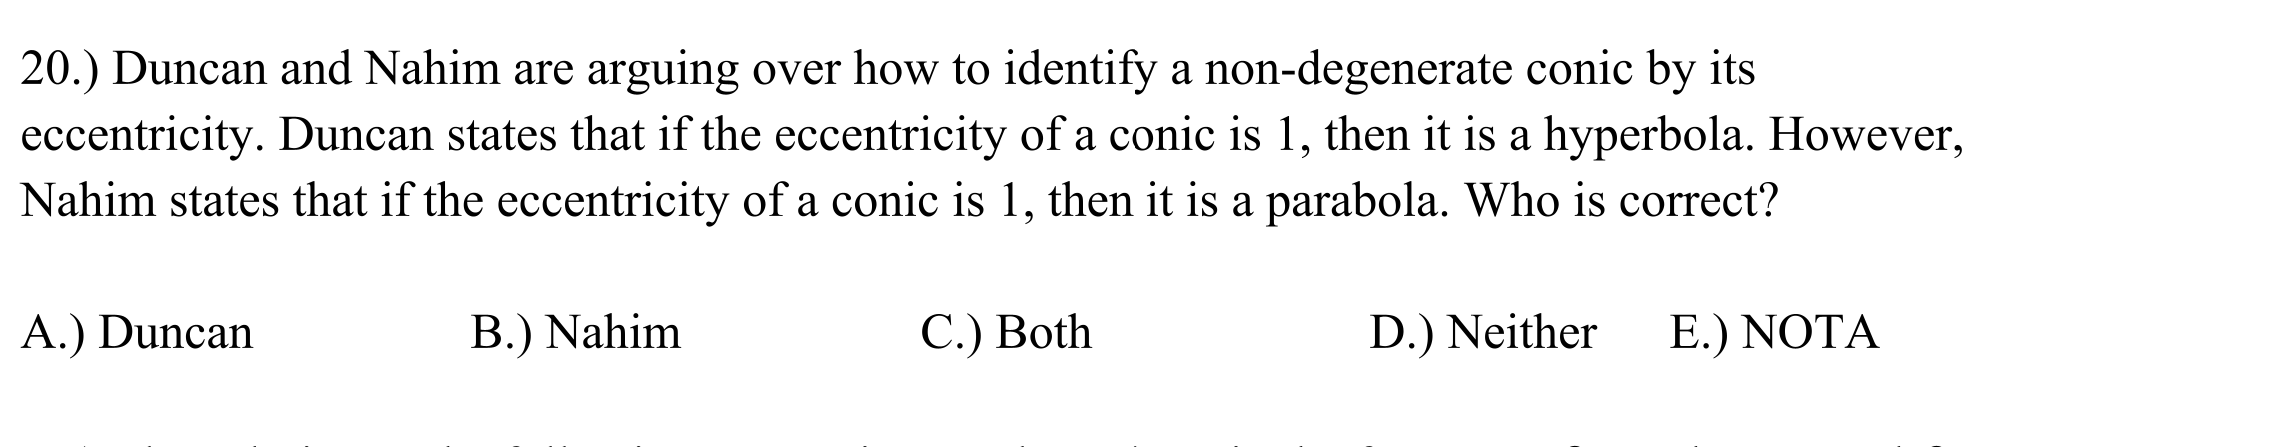 20.) Duncan and Nahim are arguing over how to identify a non-degenerate conic by its
eccentricity. Duncan states that if the eccentricity of a conic is 1, then it is a hyperbola. However,
Nahim states that if the eccentricity of a conic is 1, then it is a parabola. Who is correct?
A.) Duncan B.) Nahim C.) Both D.) Neither E.) NOTA